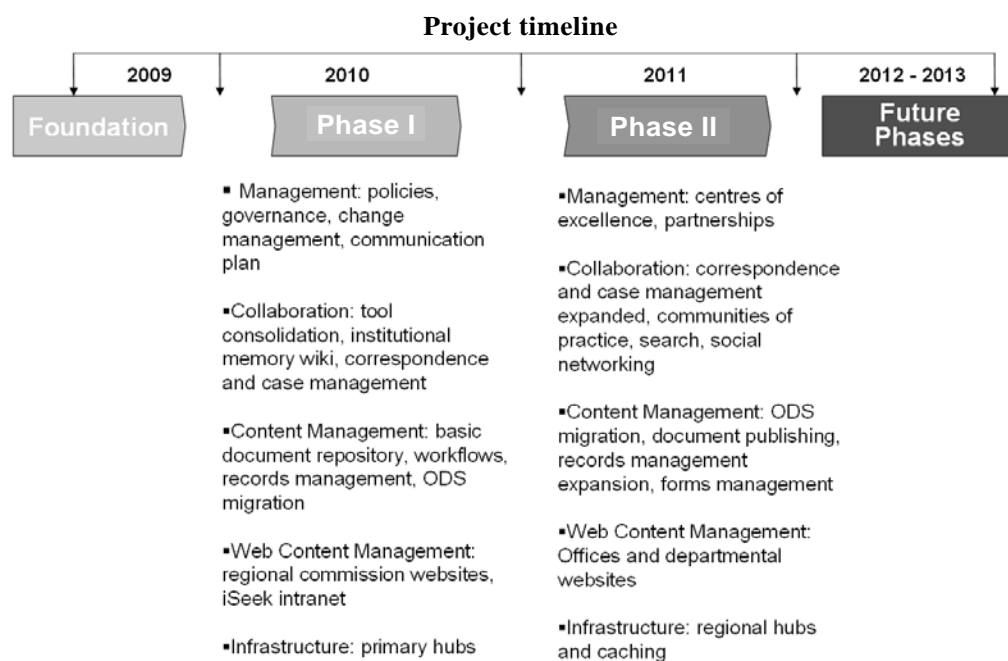 Project timeline
2009
2010
2011
2012 - 2013
Foundation
Phase I
Phase II
Future
Phases
▪ Management: policies,
governance, change
management, communication
plan
▪Collaboration: tool
consolidation, institutional
memory wiki, correspondence
and case management
▪Content Management: basic
document repository, workflows,
records management, ODS
migration
▪Web Content Management:
regional commission websites,
iSeek intranet
▪Infrastructure: primary hubs
▪Management: centres of
excellence, partnerships
▪Collaboration: correspondence
and case management
expanded, communities of
practice, search, social
networking
▪Content Management: ODS
migration, document publishing,
records management
expansion, forms management
▪Web Content Management:
Offices and departmental
websites
▪Infrastructure: regional hubs
and caching